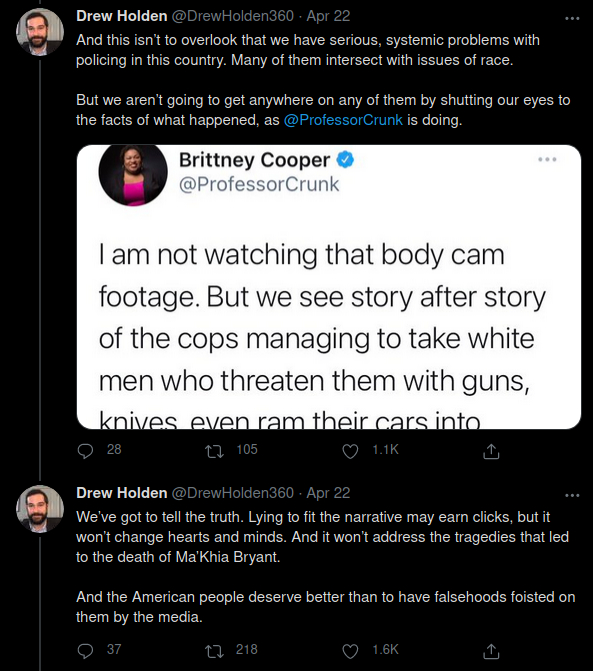 Drew Holden @DrewHolden360 · Apr 22
And this isn't to overlook that we have serious, systemic problems with
policing in this country. Many of them intersect with issues of race.
But we aren't going to get anywhere on any of them by shutting our eyes to
the facts of what happened, as @ProfessorCrunk is doing.
Brittney Cooper
@ProfessorCrunk
I am not watching that body cam
footage. But we see story after story
of the cops managing to take white
men who threaten them with guns,
knives, even ram their cars into
28 105 1.1K
Drew Holden @DrewHolden360 · Apr 22
We've got to tell the truth. Lying to fit the narrative may earn clicks, but it
won't change hearts and minds. And it won't address the tragedies that led
to the death of Ma'Khia Bryant.
And the American people deserve better than to have falsehoods foisted on
them by the media.
37 218 1.6K